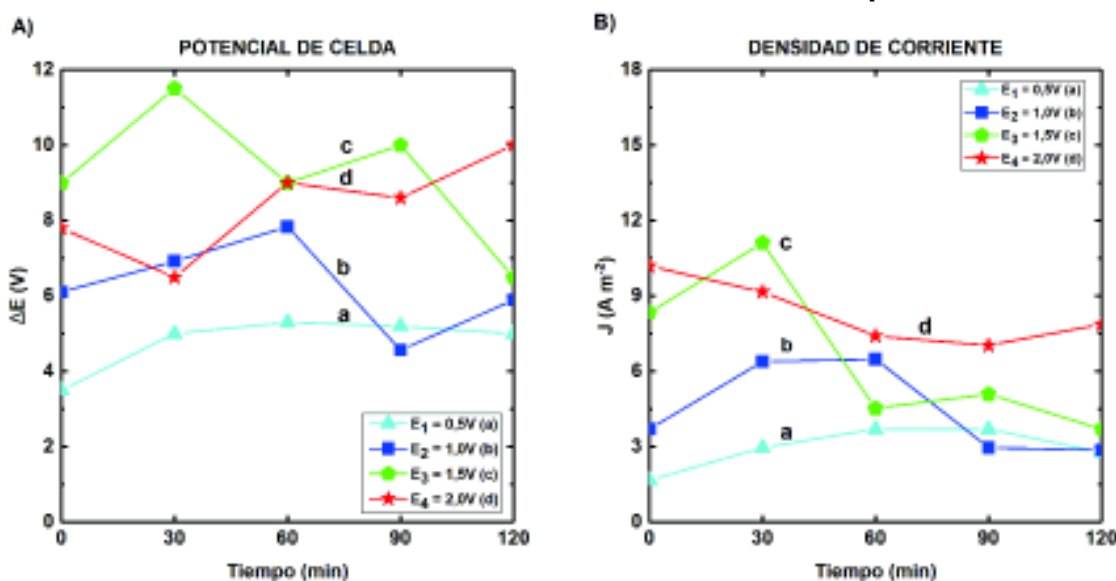 A)
POTENCIAL DE CELDA
ΔE (V)
12
10
8
6
4
2
0
c
d
b
a
E₁ = 0,5V (a)
E₂ = 1,0V (b)
E₃ = 1,5V (c)
E₄ = 2,0V (d)
0 30 60 90 120
Tiempo (min)
B)
DENSIDAD DE CORRIENTE
J (A m⁻²)
18
15
12
9
6
3
0
E₁ = 0,5V (a)
E₂ = 1,0V (b)
E₃ = 1,5V (c)
E₄ = 2,0V (d)
c
d
b
a
0 30 60 90 120
Tiempo (min)